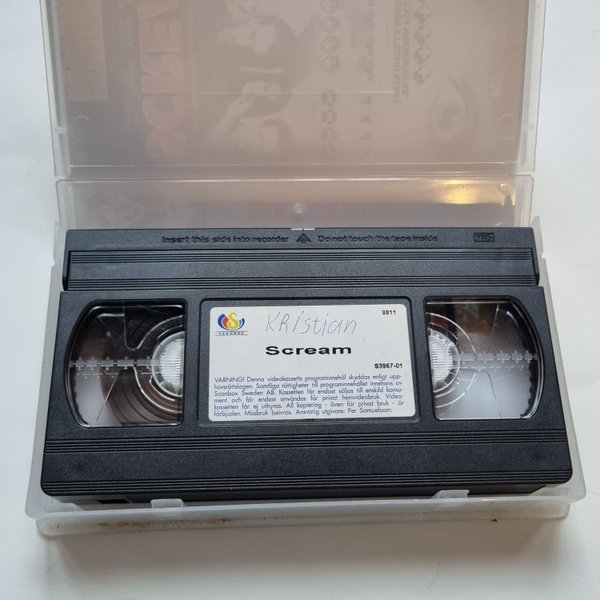 Insert this side into recorder
Do not touch the tape inside
VHS
SCANBOX
KRistian
9811
Scream
S3967-01
VARNING! Denna videokassetts programinnehåll skyddas enligt upp-
hovsrättslagen. Samtliga rättigheter till programinnehållet innehavs av
Scanbox Sweden AB. Kassetten får endast säljas till enskild konsu-
ment och får endast användas för privat hemvideobruk. Video-
kassetten får ej uthyras. All kopiering - även för privat bruk - är
förbjuden. Missbruk beivras. Ansvarig utgivare: Per Samuelsson.